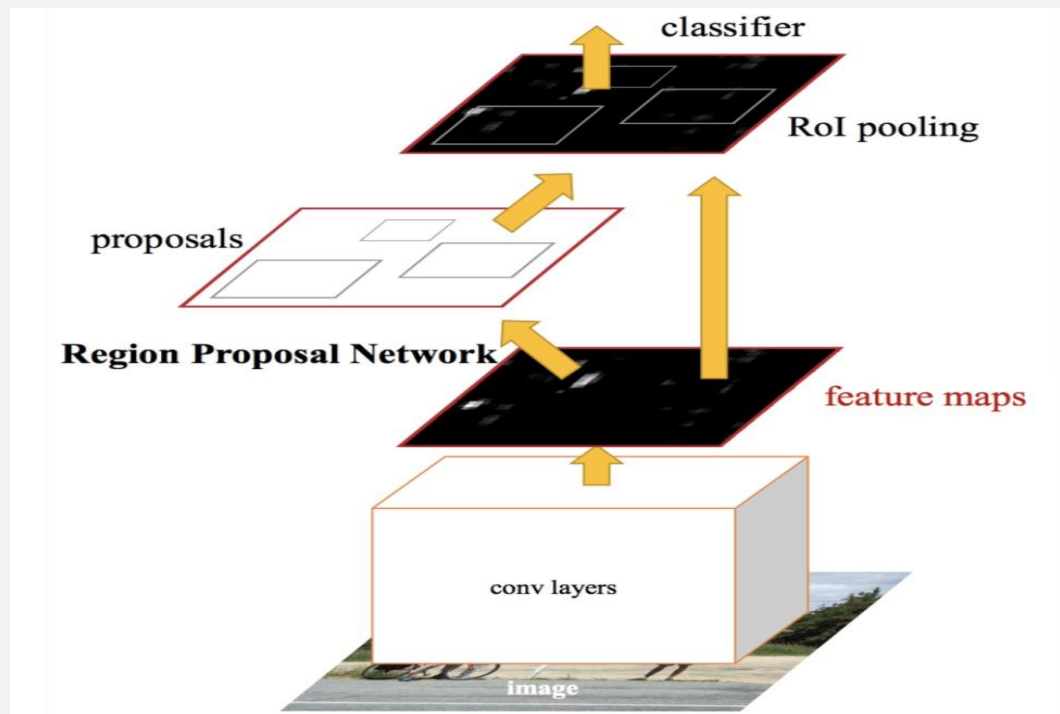 classifier
RoI pooling
proposals
Region Proposal Network
feature maps
conv layers
image